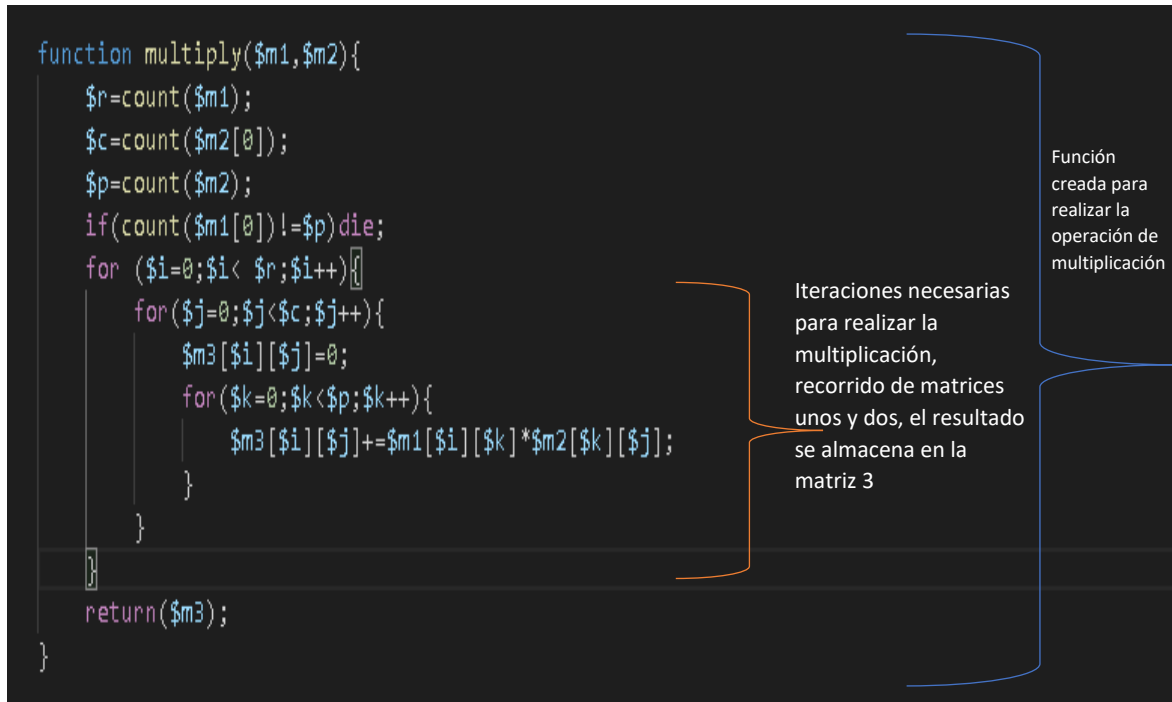 function multiply($m1,$m2){
$r=count($m1);
$c=count($m2[0]);
$p=count($m2);
if(count($m1[0])!=$p)die;
for ($i=0;$i< $r;$i++){
for($j=0;$j<$c;$j++){
$m3[$i][$j]=0;
for($k=0;$k<$p;$k++){
$m3[$i][$j]+=$m1[$i][$k]*$m2[$k][$j];
}
}
}
return($m3);
}
Iteraciones necesarias
para realizar la
multiplicación,
recorrido de matrices
unos y dos, el resultado
se almacena en la
matriz 3
Función
creada para
realizar la
operación de
multiplicación